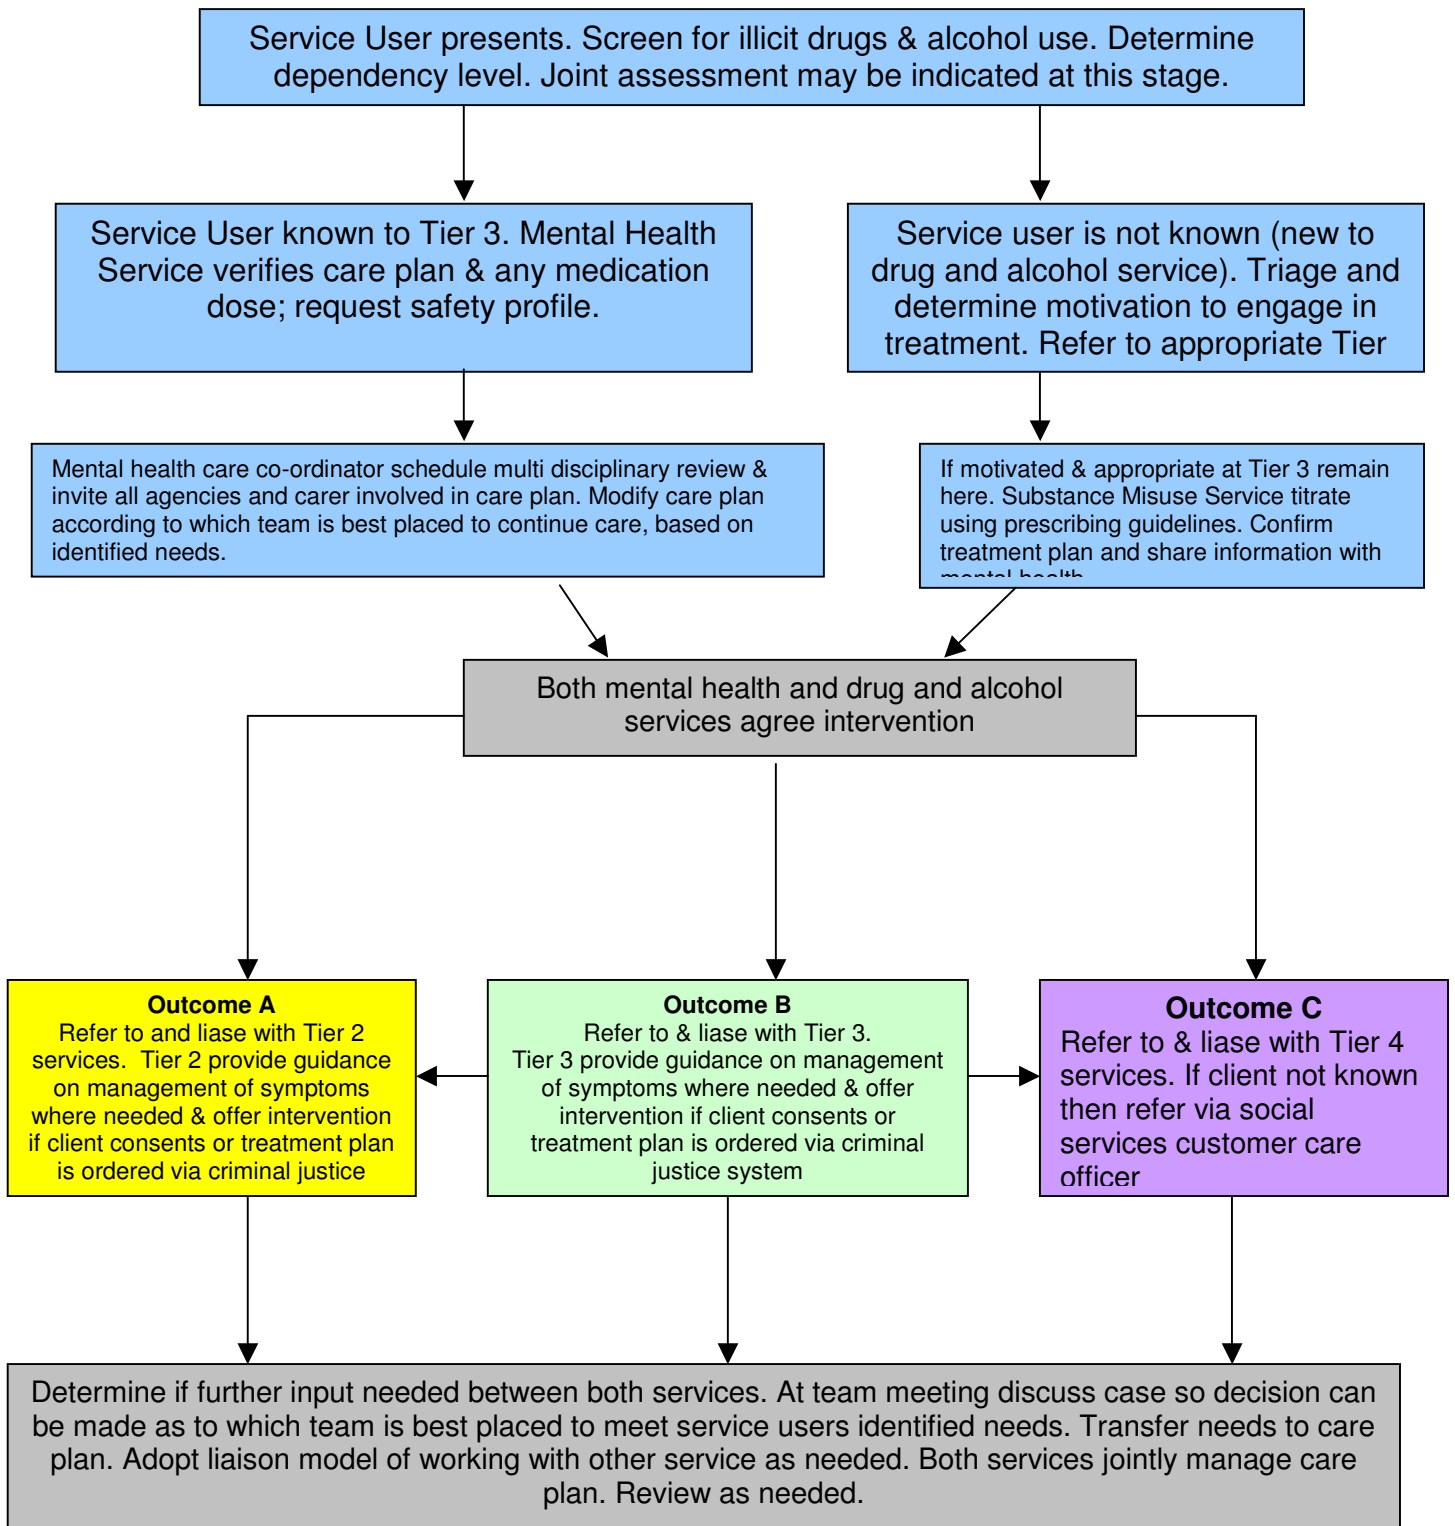 Service User presents. Screen for illicit drugs & alcohol use. Determine
dependency level. Joint assessment may be indicated at this stage.
Service User known to Tier 3. Mental Health
Service verifies care plan & any medication
dose; request safety profile.
Service user is not known (new to
drug and alcohol service). Triage and
determine motivation to engage in
treatment. Refer to appropriate Tier
Mental health care co-ordinator schedule multi disciplinary review &
invite all agencies and carer involved in care plan. Modify care plan
according to which team is best placed to continue care, based on
identified needs.
If motivated & appropriate at Tier 3 remain
here. Substance Misuse Service titrate
using prescribing guidelines. Confirm
treatment plan and share information with
mental health
Both mental health and drug and alcohol
services agree intervention
Outcome A
Refer to and liase with Tier 2
services. Tier 2 provide guidance
on management of symptoms
where needed & offer intervention
if client consents or treatment plan
is ordered via criminal justice
Outcome B
Refer to & liase with Tier 3.
Tier 3 provide guidance on management
of symptoms where needed & offer
intervention if client consents or
treatment plan is ordered via criminal
justice system
Outcome C
Refer to & liase with Tier 4
services. If client not known
then refer via social
services customer care
officer
Determine if further input needed between both services. At team meeting discuss case so decision can
be made as to which team is best placed to meet service users identified needs. Transfer needs to care
plan. Adopt liaison model of working with other service as needed. Both services jointly manage care
plan. Review as needed.